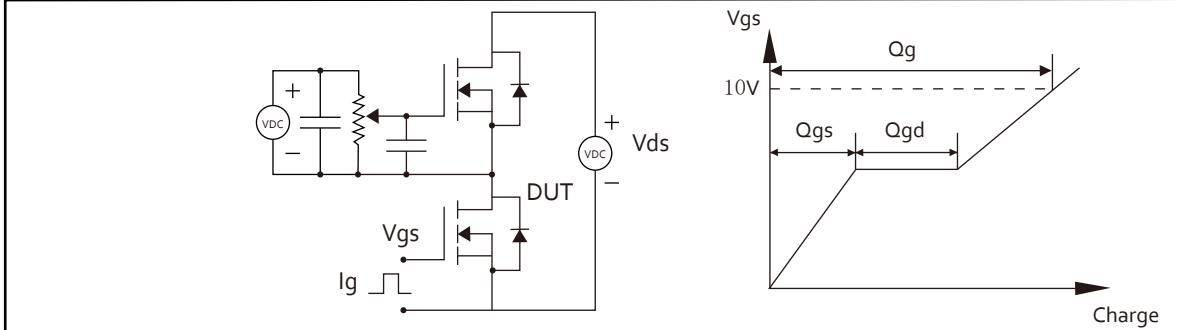 +
VDC
−
+
VDC
−
Vds
DUT
Vgs
Ig
Vgs
Qg
10V
Qgs
Qgd
Charge